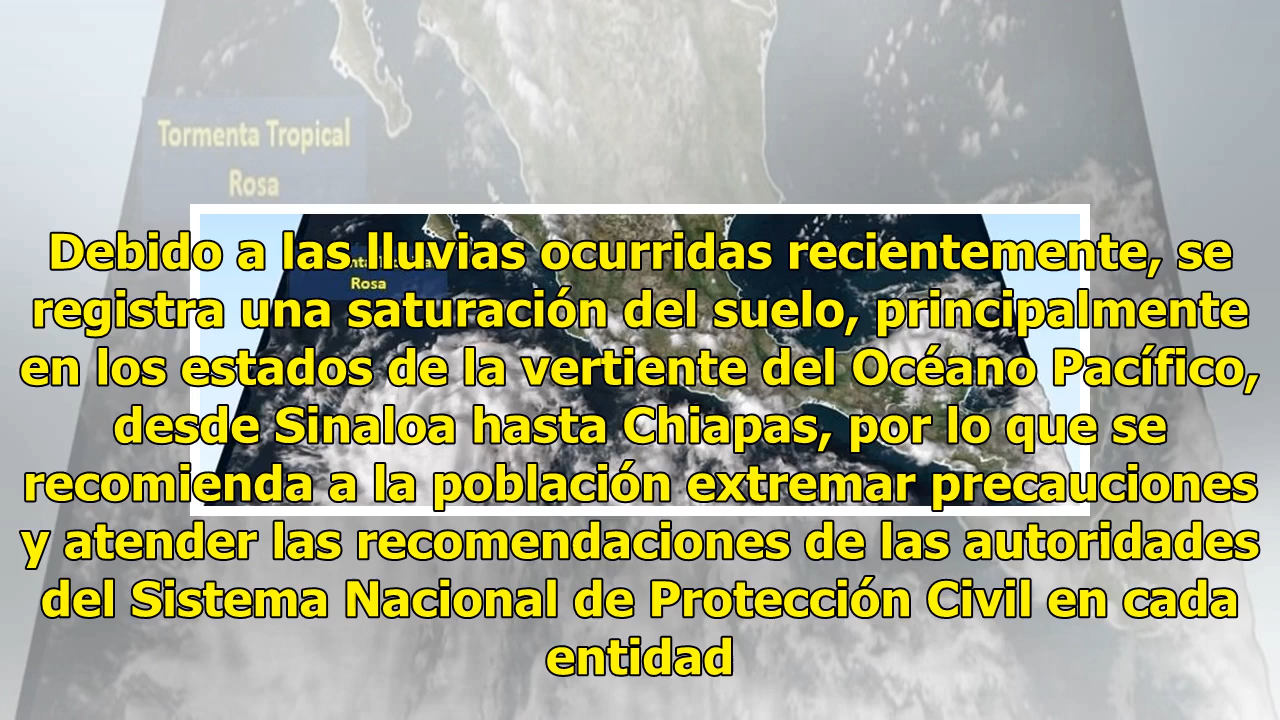 Tormenta Tropical
Rosa
Debido a las lluvias ocurridas recientemente, se
Rosa
registra una saturación del suelo, principalmente
en los estados de la vertiente del Océano Pacífico,
desde Sinaloa hasta Chiapas, por lo que se
recomienda a la población extremar precauciones
y atender las recomendaciones de las autoridades
del Sistema Nacional de Protección Civil en cada
entidad